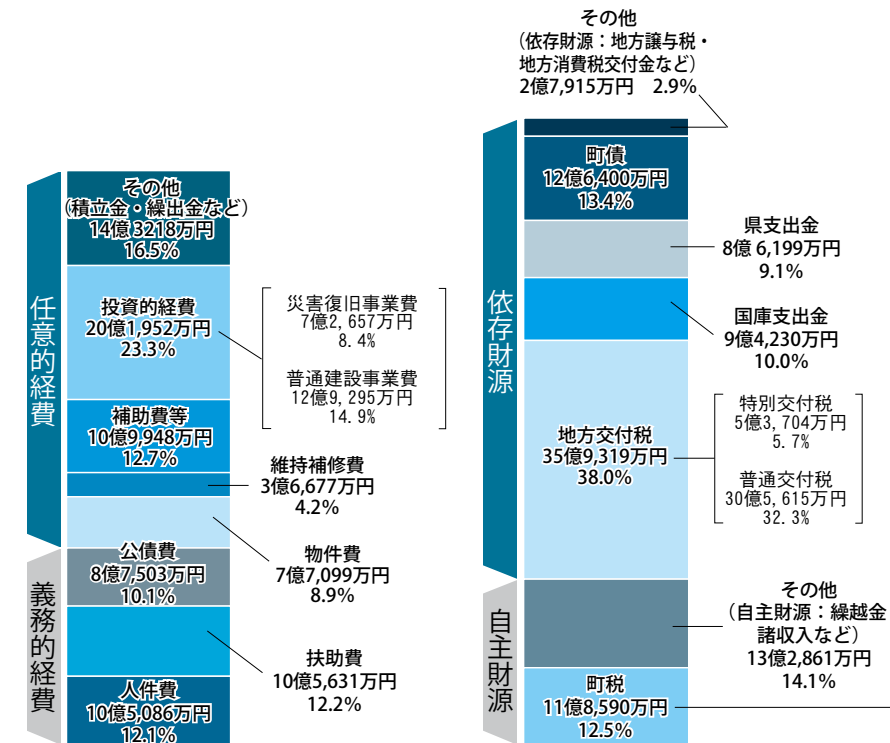 任意的経費
義務的経費
その他
(積立金・繰出金など)
14億 3218万円
16.5%
投資的経費
20億1,952万円
23.3%
災害復旧事業費
7億2,657万円
8.4%
普通建設事業費
12億9,295万円
14.9%
補助費等
10億9,948万円
12.7%
維持補修費
3億6,677万円
4.2%
物件費
7億7,099万円
8.9%
公債費
8億7,503万円
10.1%
扶助費
10億5,631万円
12.2%
人件費
10億5,086万円
12.1%
依存財源
自主財源
その他
(依存財源：地方譲与税・
地方消費税交付金など)
2億7,915万円 2.9%
町債
12億6,400万円
13.4%
県支出金
8億 6,199万円
9.1%
国庫支出金
9億4,230万円
10.0%
地方交付税
35億9,319万円
38.0%
特別交付税
5億3,704万円
5.7%
普通交付税
30億5,615万円
32.3%
その他
(自主財源：繰越金
諸収入など)
13億2,861万円
14.1%
町税
11億8,590万円
12.5%